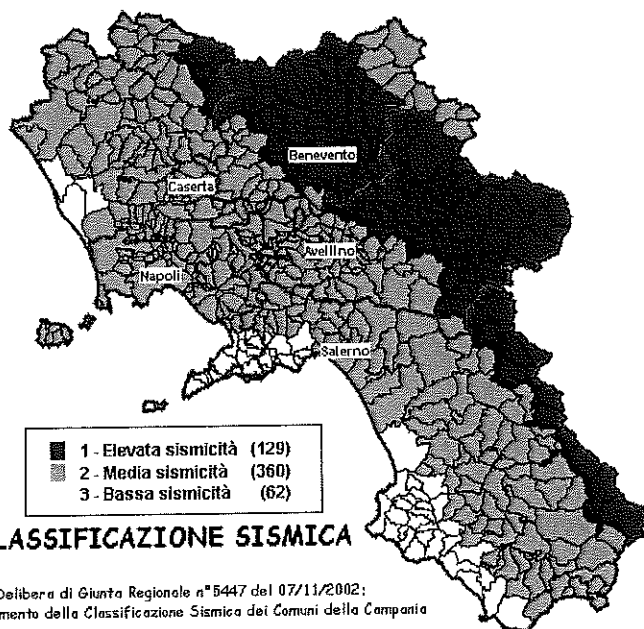 Benevento
Caserta
Avellino
Napoli
Salerno
1 - Elevata sismicità (129)
2 - Media sismicità (360)
3 - Bassa sismicità (62)
LASSIFICAZIONE SISMICA
Delibera di Giunta Regionale n°5447 del 07/11/2002:
mento della Classificazione Sismica dei Comuni della Campania